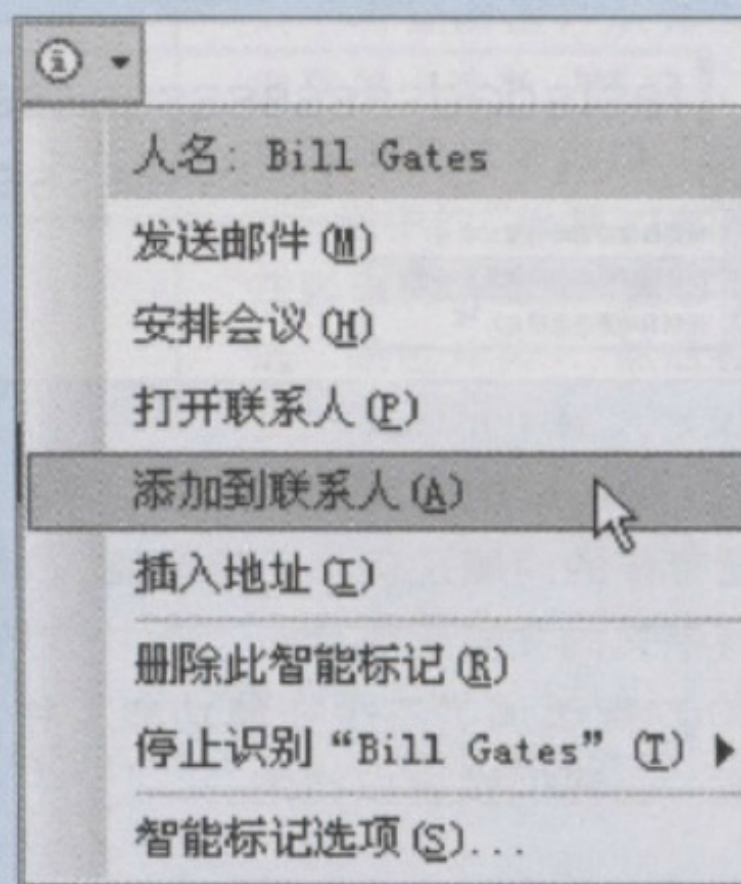 人名: Bill Gates
发送邮件(M)
安排会议(H)
打开联系人(P)
添加到联系人(A)
插入地址(I)
删除此智能标记(R)
停止识别“Bill Gates”(T)
智能标记选项(S)...